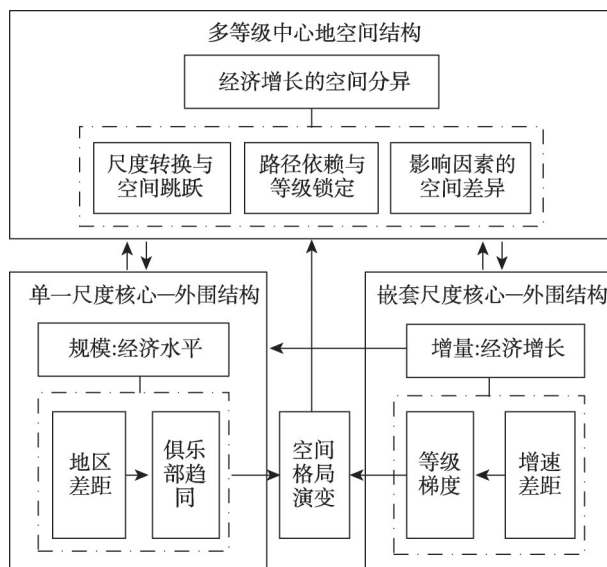 多等级中心地空间结构
经济增长的空间分异
尺度转换与
空间跳跃
路径依赖与
等级锁定
影响因素的
空间差异
单一尺度核心—外围结构
规模:经济水平
地区
差距
俱乐
部趋
同
空间
格局
演变
嵌套尺度核心—外围结构
增量:经济增长
等级
梯度
增速
差距